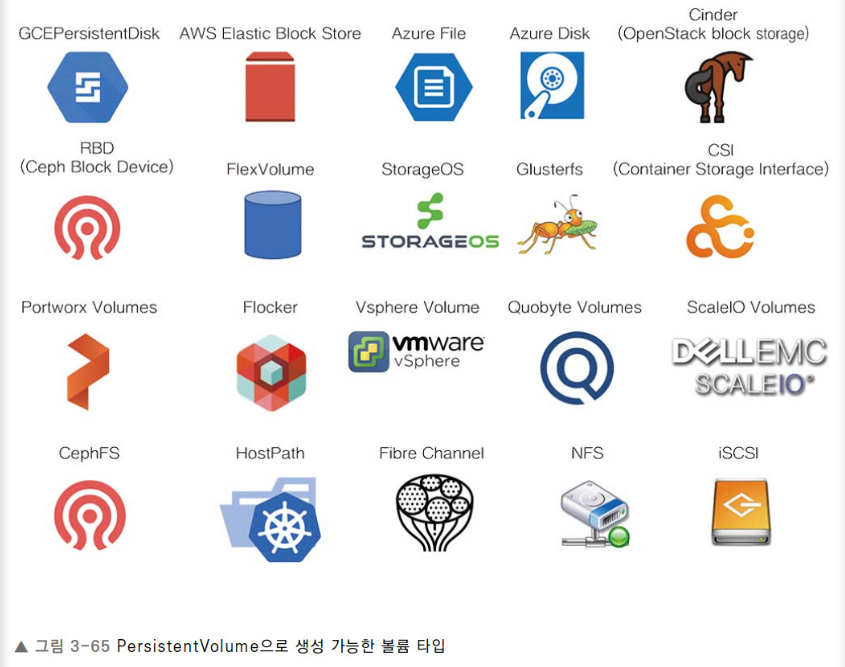 GCEPersistentDisk
AWS Elastic Block Store
Azure File
Azure Disk
Cinder
(OpenStack block storage)
RBD
(Ceph Block Device)
FlexVolume
StorageOS
STORAGEOS
Glusterfs
CSI
(Container Storage Interface)
Portworx Volumes
Flocker
Vsphere Volume
vmware
vSphere
Quobyte Volumes
ScaleIO Volumes
DELLEMC
SCALEIO
CephFS
HostPath
Fibre Channel
NFS
iSCSI
▲ 그림 3-65 PersistentVolume으로 생성 가능한 볼륨 타입